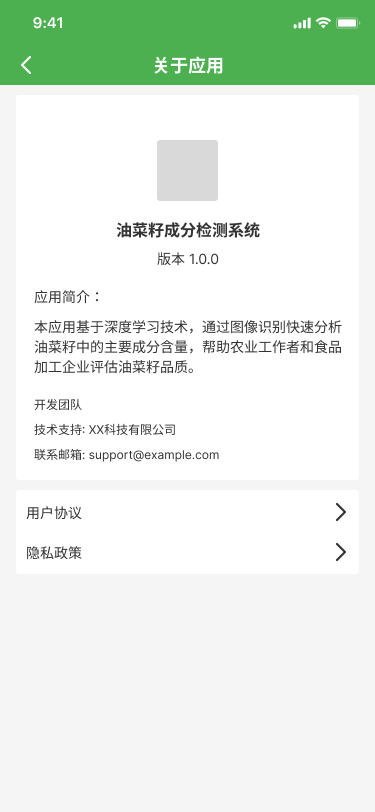 9:41
关于应用
油菜籽成分检测系统
版本 1.0.0
应用简介：
本应用基于深度学习技术，通过图像识别快速分析
油菜籽中的主要成分含量，帮助农业工作者和食品
加工企业评估油菜籽品质。
开发团队
技术支持: XX科技有限公司
联系邮箱: support@example.com
用户协议
隐私政策